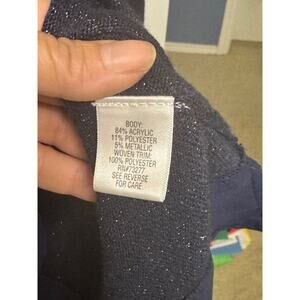 BODY:
84% ACRYLIC
11% POLYESTER
5% METALLIC
WOVEN TRIM:
100% POLYESTER
RN#73277
SEE REVERSE
FOR CARE